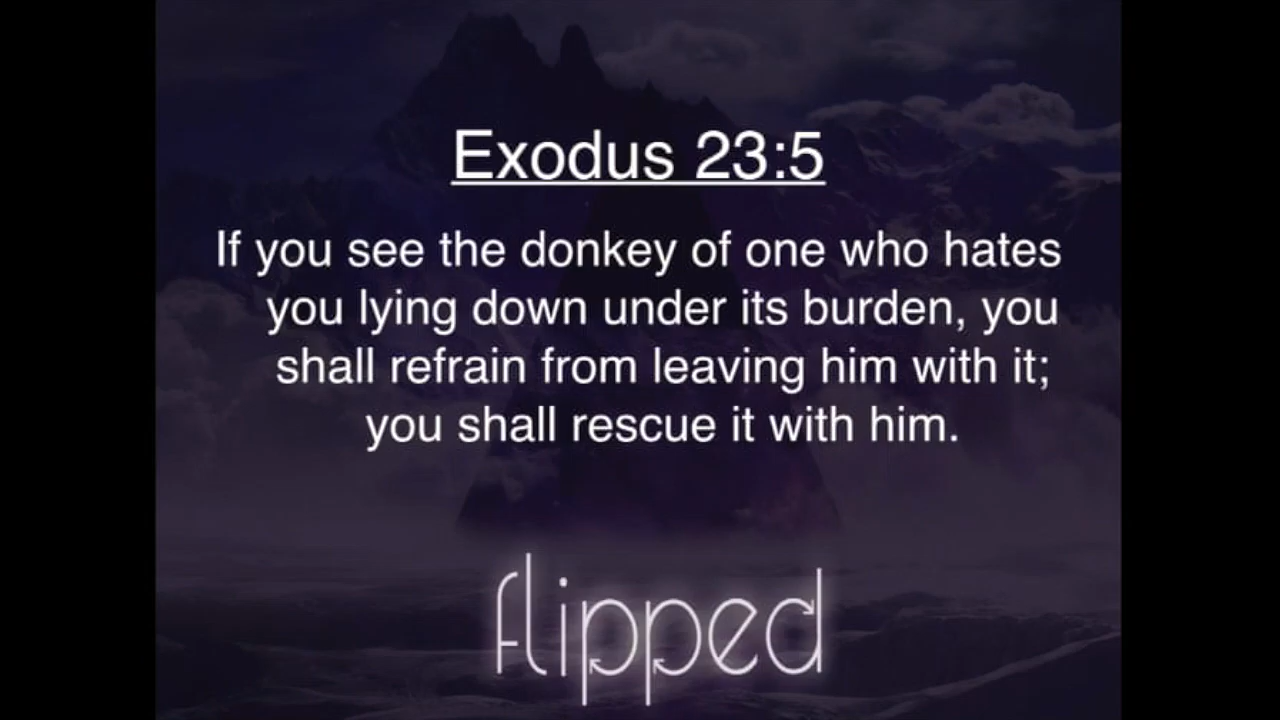 Exodus 23:5
If you see the donkey of one who hates
you lying down under its burden, you
shall refrain from leaving him with it;
you shall rescue it with him.
flipped